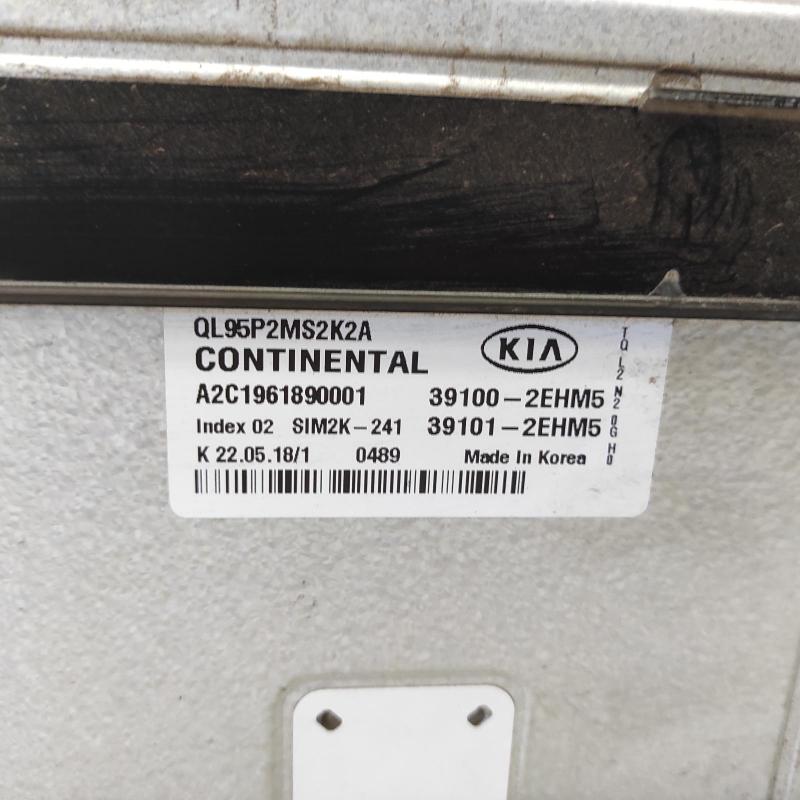 QL95P2MS2K2A
CONTINENTAL
KIA
A2C1961890001 39100-2EHM5
Index 02 SIM2K-241 39101-2EHM5
K 22.05.18/1 0489 Made In Korea